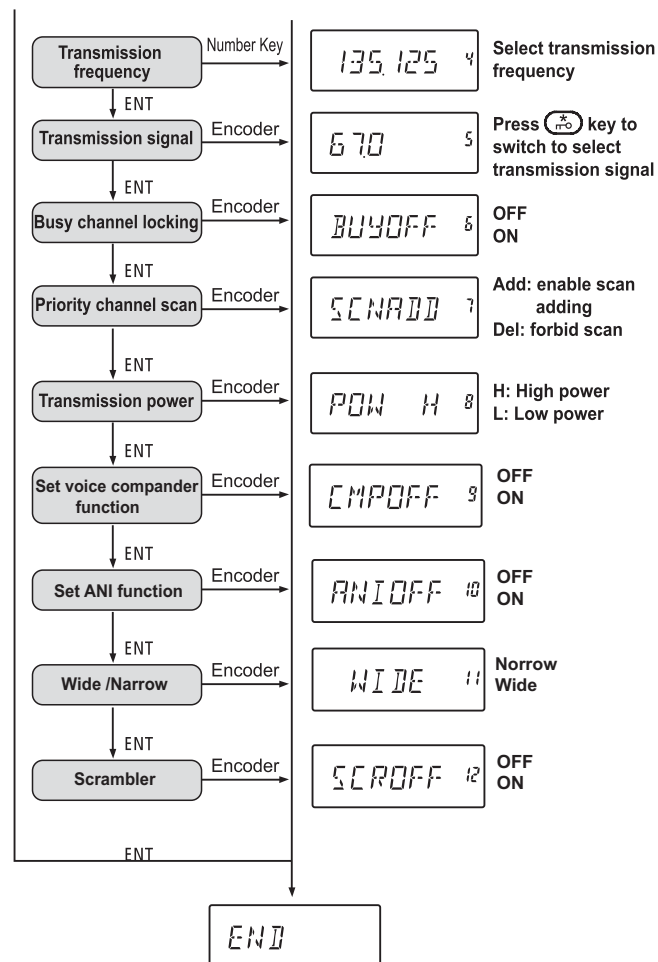 Transmission
frequency
Number Key
135.125 4
Select transmission
frequency
ENT
Transmission signal
Encoder
67.0 5
Press * key to
switch to select
transmission signal
ENT
Busy channel locking
Encoder
BUYOFF 6
OFF
ON
ENT
Priority channel scan
Encoder
SCNADD 7
Add: enable scan
adding
Del: forbid scan
ENT
Transmission power
Encoder
POW H 8
H: High power
L: Low power
ENT
Set voice compander
function
Encoder
CMPOFF 9
OFF
ON
ENT
Set ANI function
Encoder
ANIOFF 10
OFF
ON
ENT
Wide /Narrow
Encoder
WIDE 11
Norrow
Wide
ENT
Scrambler
Encoder
SCROFF 12
OFF
ON
ENT
END